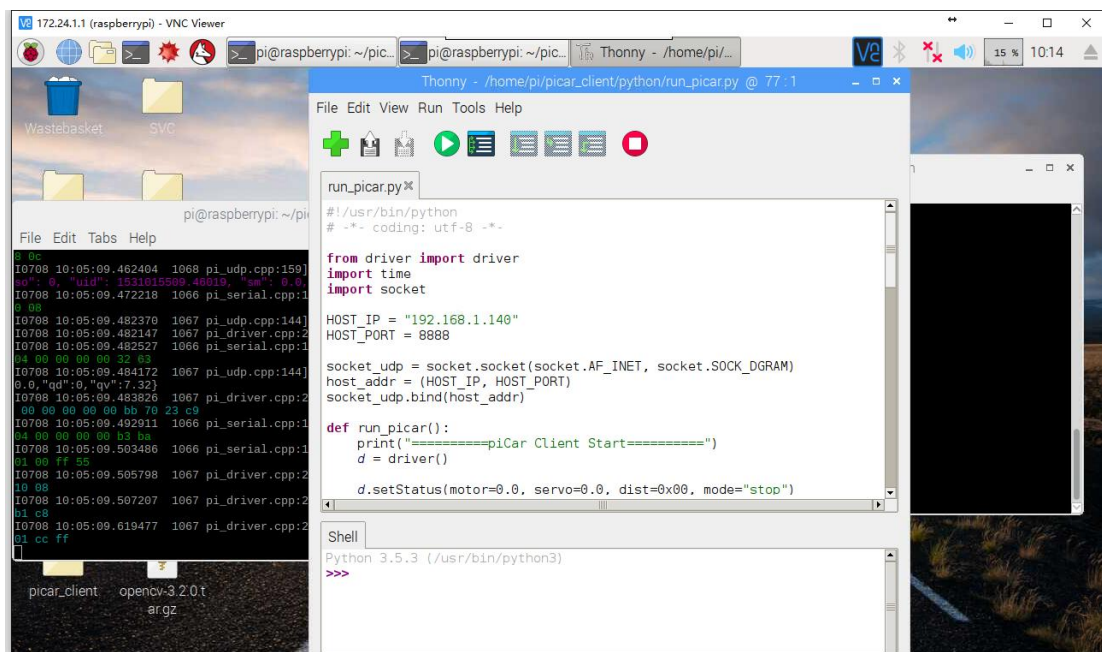 172.24.1.1 (raspberrypi) - VNC Viewer
pi@raspberrypi: ~/pic...
pi@raspberrypi: ~/pic...
Thonny - /home/pi/...
15 %
10:14
Wastebasket
SVC
pi@raspberrypi: ~/pi
File Edit Tabs Help
8 0c
I0708 10:05:09.462404 1068 pi_udp.cpp:159]
so": 0, "uid": 1531015509.46019, "sm": 0.0,
I0708 10:05:09.472218 1066 pi_serial.cpp:1
0 08
I0708 10:05:09.482370 1067 pi_udp.cpp:144]
I0708 10:05:09.482147 1067 pi_driver.cpp:2
I0708 10:05:09.482527 1066 pi_serial.cpp:1
04 00 00 00 00 32 63
I0708 10:05:09.484172 1067 pi_udp.cpp:144]
0.0,"qd":0,"qv":7.32}
I0708 10:05:09.483826 1067 pi_driver.cpp:2
00 00 00 00 00 bb 70 23 c9
I0708 10:05:09.492911 1066 pi_serial.cpp:1
04 00 00 00 00 b3 ba
I0708 10:05:09.503486 1066 pi_serial.cpp:1
01 00 ff 55
I0708 10:05:09.505798 1067 pi_driver.cpp:2
10 08
I0708 10:05:09.507207 1067 pi_driver.cpp:2
b1 c8
I0708 10:05:09.619477 1067 pi_driver.cpp:2
01 cc ff
picar_client
opencv-3.2.0.t
ar.gz
Thonny - /home/pi/picar_client/python/run_picar.py @ 77 : 1
File Edit View Run Tools Help
run_picar.py
#!/usr/bin/python
# -*- coding: utf-8 -*-
from driver import driver
import time
import socket
HOST_IP = "192.168.1.140"
HOST_PORT = 8888
socket_udp = socket.socket(socket.AF_INET, socket.SOCK_DGRAM)
host_addr = (HOST_IP, HOST_PORT)
socket_udp.bind(host_addr)
def run_picar():
    print("==========piCar Client Start==========")
    d = driver()
    d.setStatus(motor=0.0, servo=0.0, dist=0x00, mode="stop")
Shell
Python 3.5.3 (/usr/bin/python3)
>>>